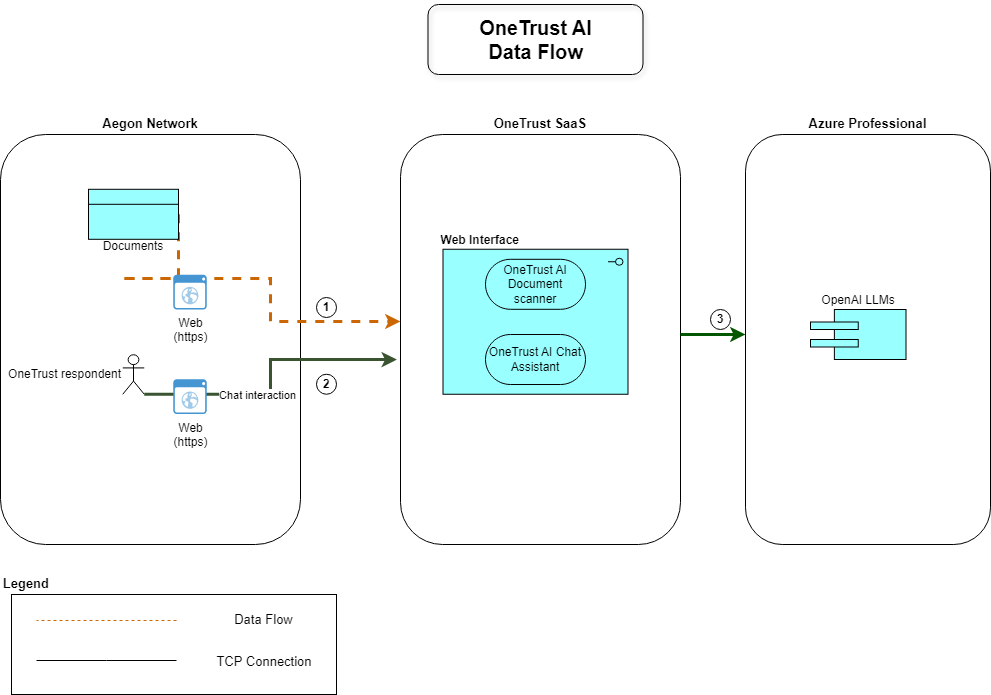 OneTrust AI
Data Flow
Aegon Network
OneTrust SaaS
Azure Professional
Documents
Web
(https)
OneTrust respondent
Chat interaction
Web
(https)
1
2
Web Interface
OneTrust AI
Document
scanner
OneTrust AI Chat
Assistant
3
OpenAI LLMs
Legend
Data Flow
TCP Connection